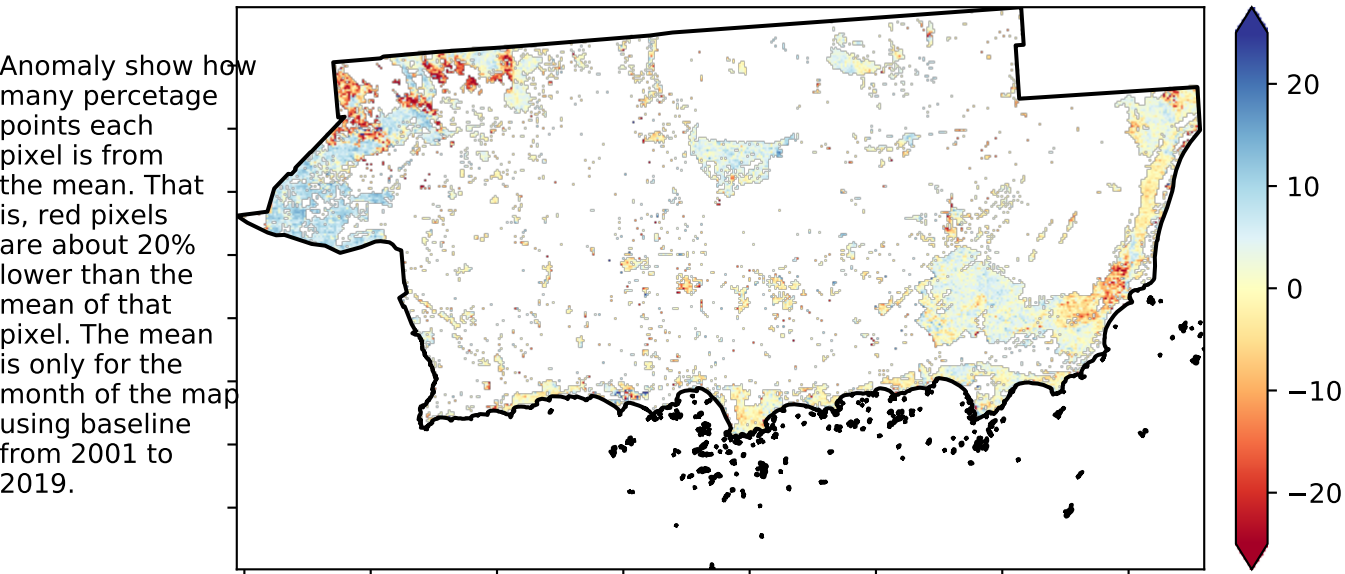 Anomaly show how
many percetage
points each
pixel is from
the mean. That
is, red pixels
are about 20%
lower than the
mean of that
pixel. The mean
is only for the
month of the map
using baseline
from 2001 to
2019.
20
10
0
−10
−20